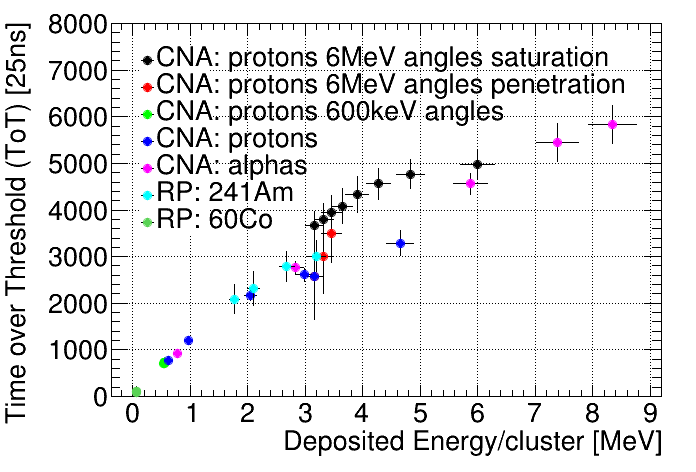 Time over Threshold (ToT) [25ns]
8000
7000
6000
5000
4000
3000
2000
1000
0
CNA: protons 6MeV angles saturation
CNA: protons 6MeV angles penetration
CNA: protons 600keV angles
CNA: protons
CNA: alphas
RP: 241Am
RP: 60Co
0 1 2 3 4 5 6 7 8 9
Deposited Energy/cluster [MeV]